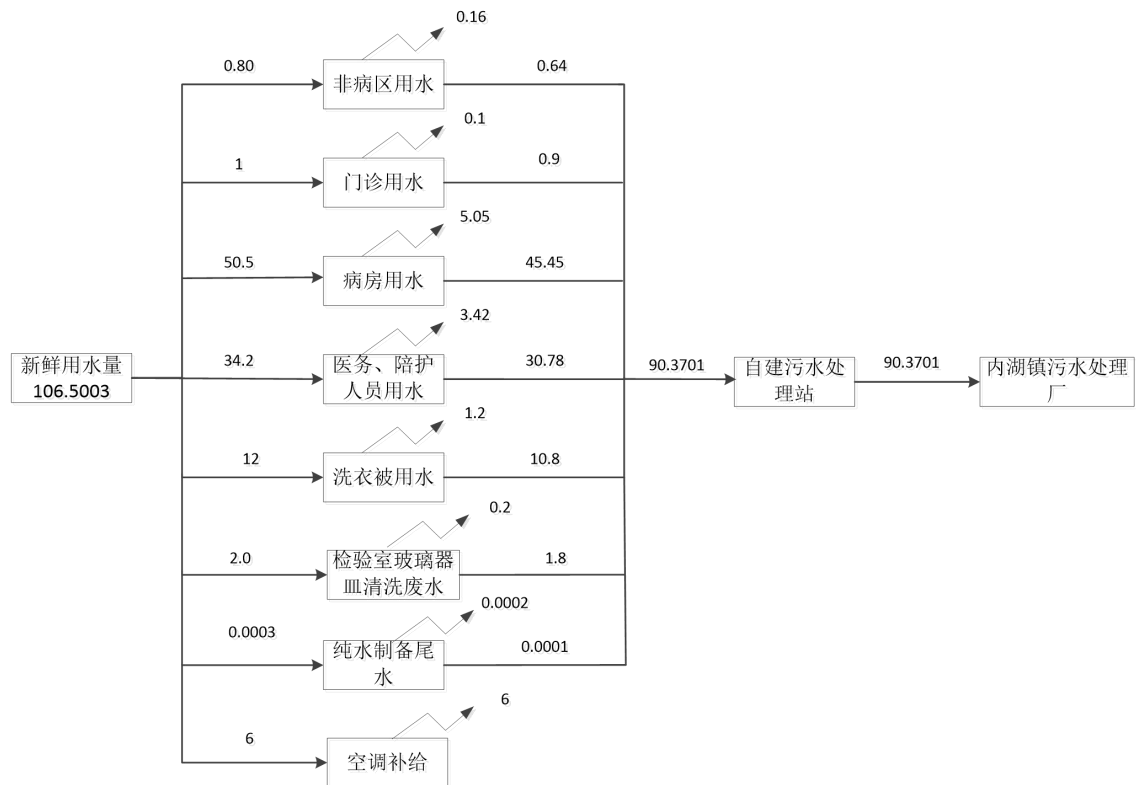 0.16
0.80
非病区用水
0.64
0.1
1
门诊用水
0.9
5.05
50.5
病房用水
45.45
3.42
新鲜用水量
106.5003
34.2
医务、陪护
人员用水
30.78
90.3701
自建污水处
理站
90.3701
内湖镇污水处理
厂
1.2
12
洗衣被用水
10.8
0.2
2.0
检验室玻璃器
皿清洗废水
1.8
0.0002
0.0003
纯水制备尾
水
0.0001
6
6
空调补给